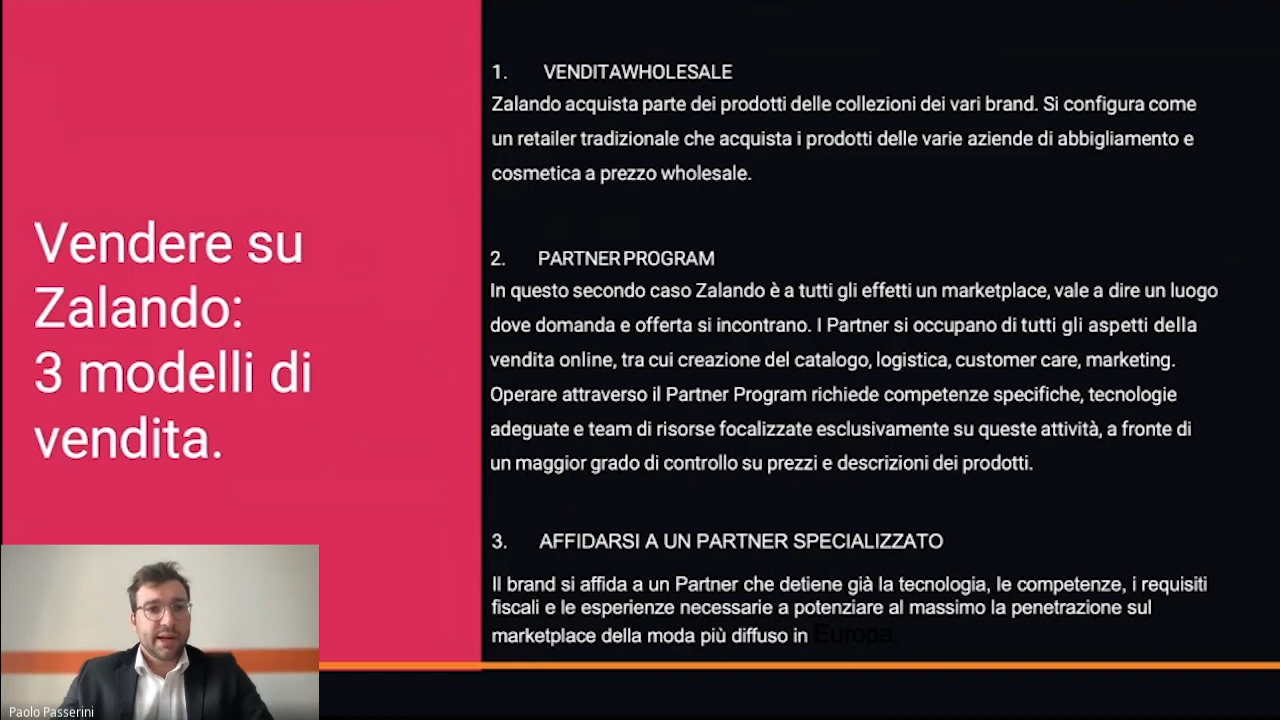 Vendere su
Zalando:
3 modelli di
vendita.
1. VENDITAWHOLESALE
Zalando acquista parte dei prodotti delle collezioni dei vari brand. Si configura come
un retailer tradizionale che acquista i prodotti delle varie aziende di abbigliamento e
cosmetica a prezzo wholesale.
2. PARTNER PROGRAM
In questo secondo caso Zalando è a tutti gli effetti un marketplace, vale a dire un luogo
dove domanda e offerta si incontrano. I Partner si occupano di tutti gli aspetti della
vendita online, tra cui creazione del catalogo, logistica, customer care, marketing.
Operare attraverso il Partner Program richiede competenze specifiche, tecnologie
adeguate e team di risorse focalizzate esclusivamente su queste attività, a fronte di
un maggior grado di controllo su prezzi e descrizioni dei prodotti.
3. AFFIDARSI A UN PARTNER SPECIALIZZATO
Il brand si affida a un Partner che detiene già la tecnologia, le competenze, i requisiti
fiscali e le esperienze necessarie a potenziare al massimo la penetrazione sul
marketplace della moda più diffuso in Europa.
Paolo Passerini